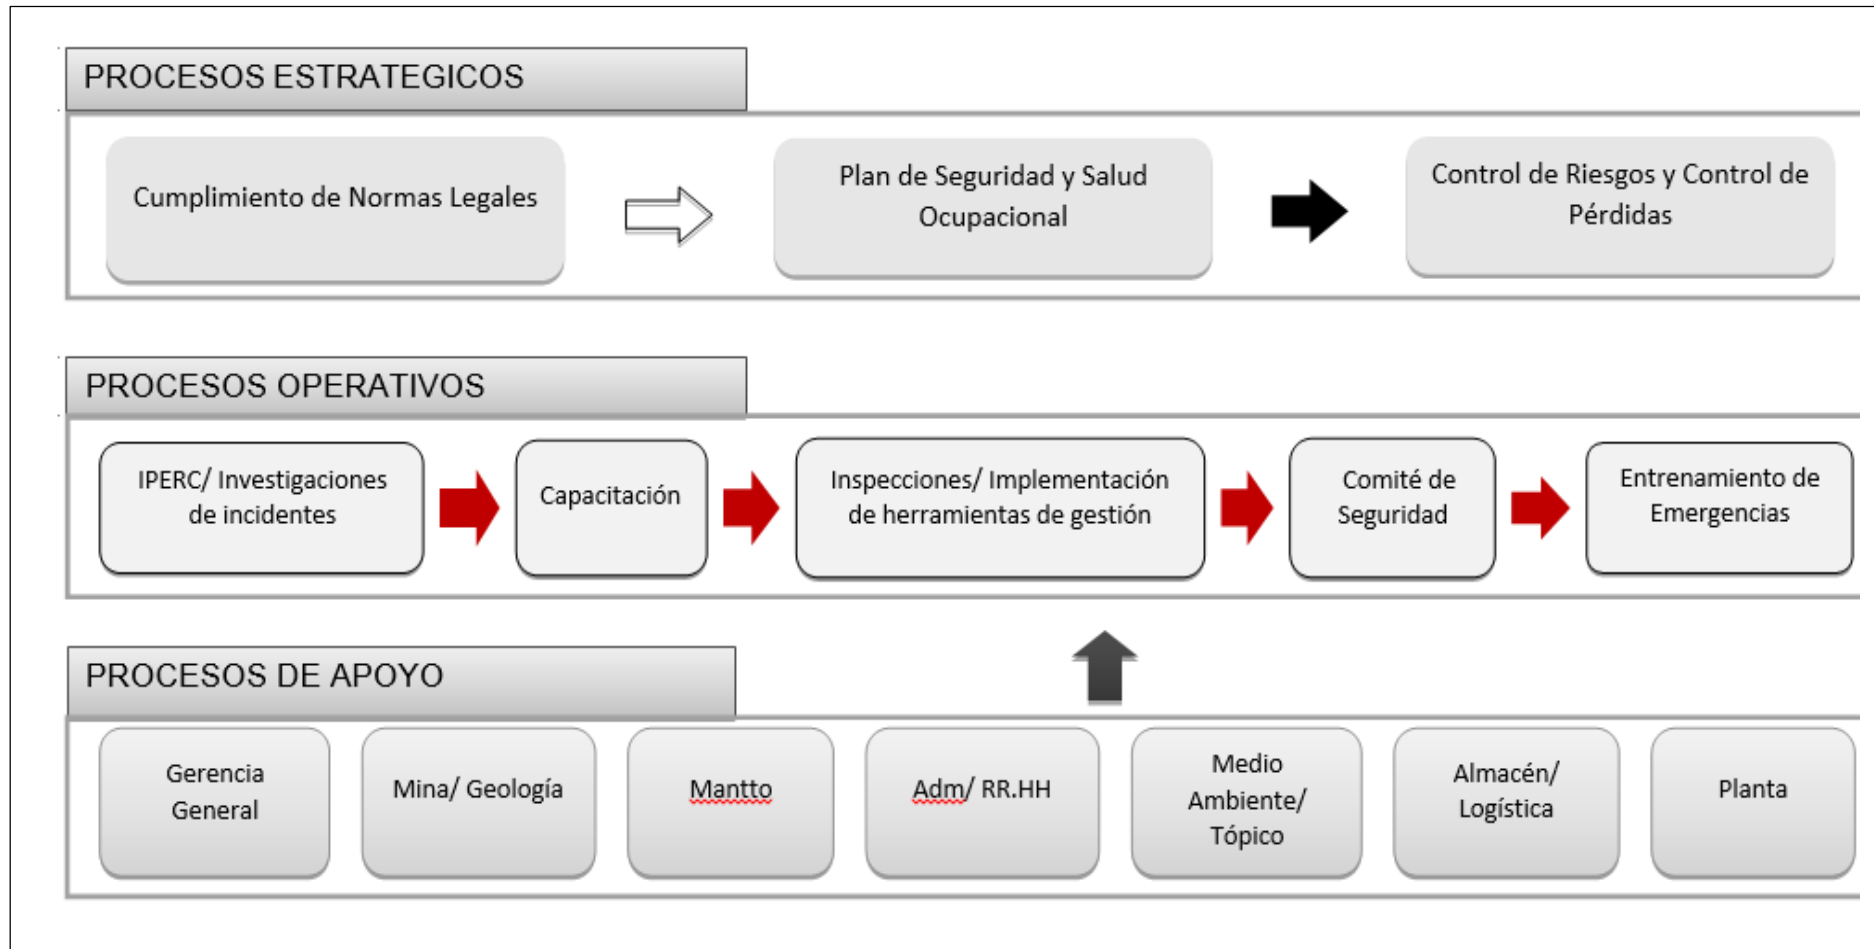 PROCESOS ESTRATEGICOS
Cumplimiento de Normas Legales
Plan de Seguridad y Salud
Ocupacional
Control de Riesgos y Control de
Pérdidas
PROCESOS OPERATIVOS
IPERC/ Investigaciones
de incidentes
Capacitación
Inspecciones/ Implementación
de herramientas de gestión
Comité de
Seguridad
Entrenamiento de
Emergencias
PROCESOS DE APOYO
Gerencia
General
Mina/ Geología
Mantto
Adm/ RR.HH
Medio
Ambiente/
Tópico
Almacén/
Logística
Planta